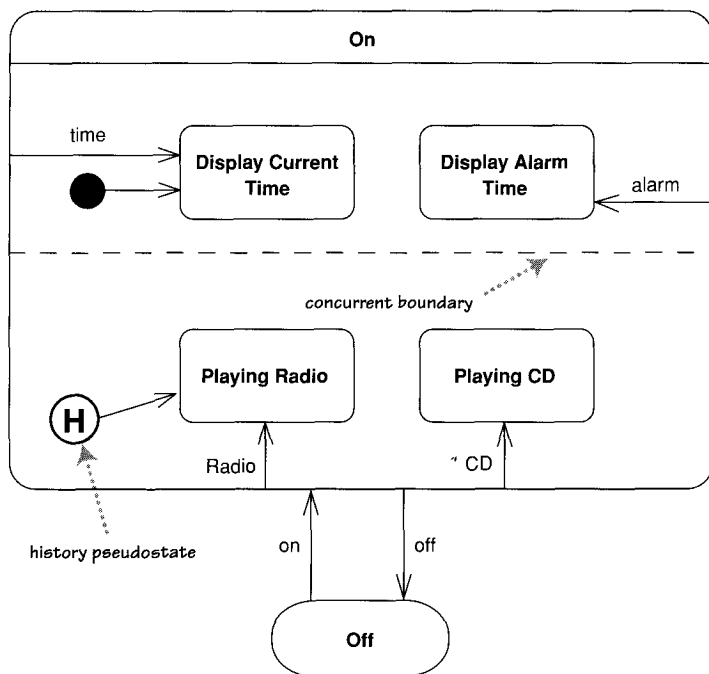 On
time
Display Current
Time
Display Alarm
Time
alarm
concurrent boundary
Playing Radio
Playing CD
H
Radio
CD
history pseudostate
on
off
Off